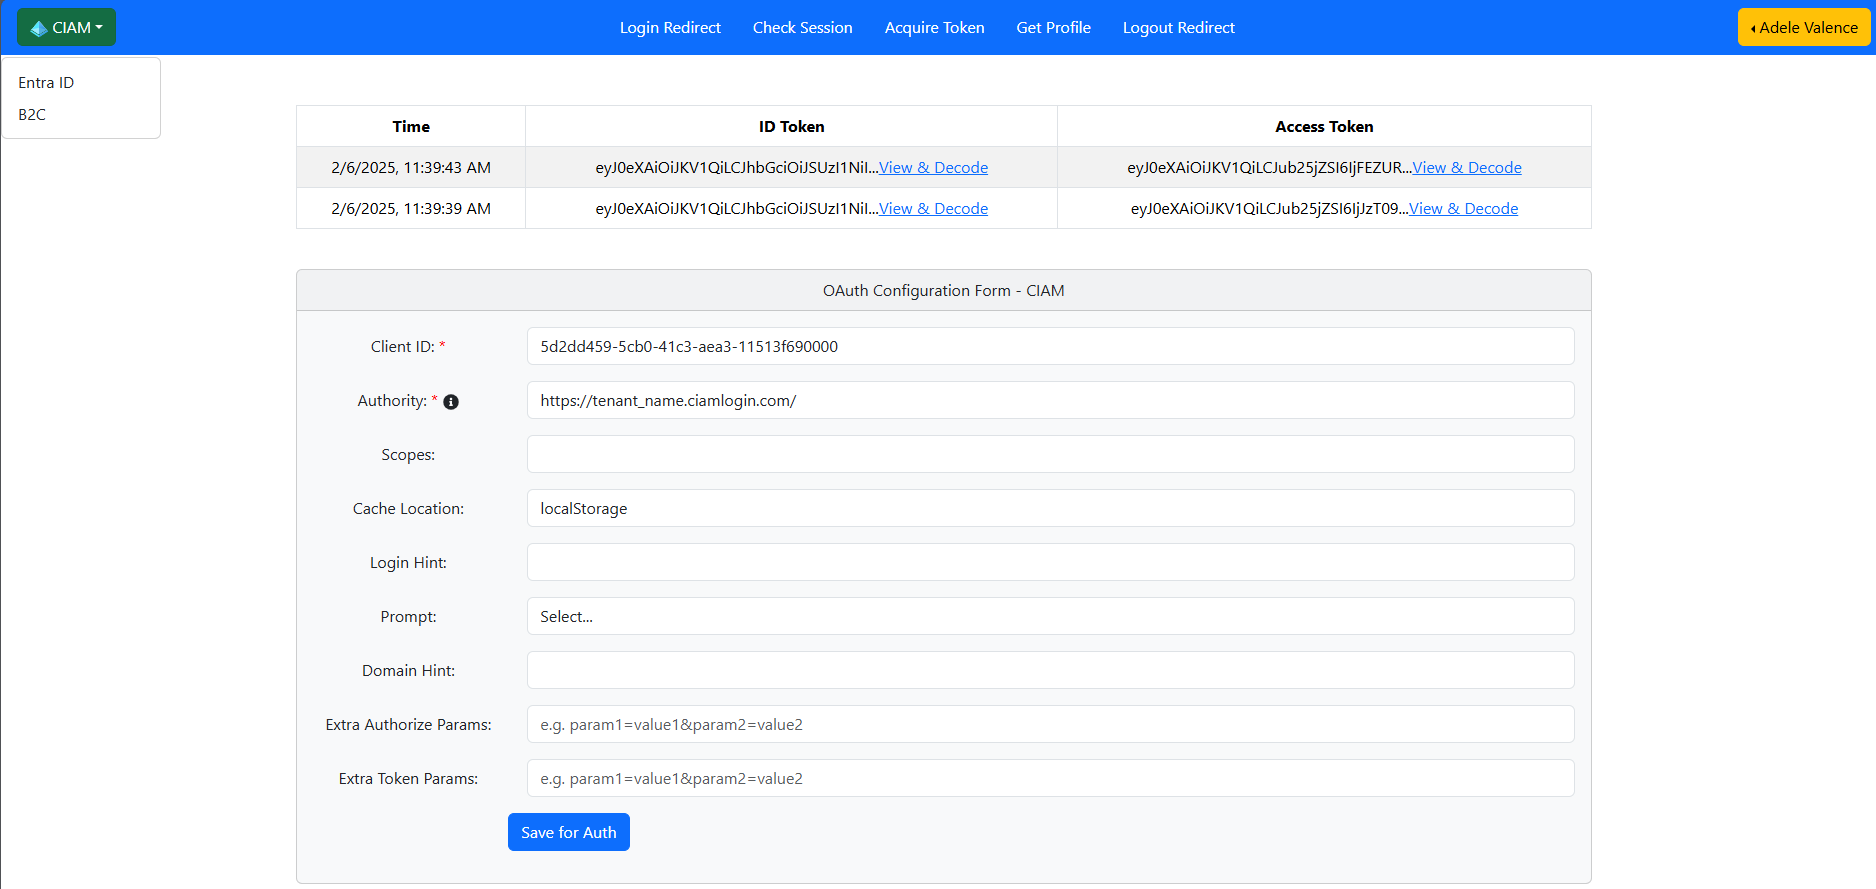 CIAM
Login Redirect Check Session Acquire Token Get Profile Logout Redirect
Adele Valence
Entra ID
B2C
Time ID Token Access Token
2/6/2025, 11:39:43 AM eyJ0eXAiOiJKV1QiLCJhbGciOiJSUzI1NiI...View & Decode eyJ0eXAiOiJKV1QiLCJub25jZSI6IjFEZUR...View & Decode
2/6/2025, 11:39:39 AM eyJ0eXAiOiJKV1QiLCJhbGciOiJSUzI1NiI...View & Decode eyJ0eXAiOiJKV1QiLCJub25jZSI6IjJzT09...View & Decode
OAuth Configuration Form - CIAM
Client ID: * 5d2dd459-5cb0-41c3-aea3-11513f690000
Authority: * https://tenant_name.ciamlogin.com/
Scopes:
Cache Location: localStorage
Login Hint:
Prompt: Select...
Domain Hint:
Extra Authorize Params: e.g. param1=value1&param2=value2
Extra Token Params: e.g. param1=value1&param2=value2
Save for Auth